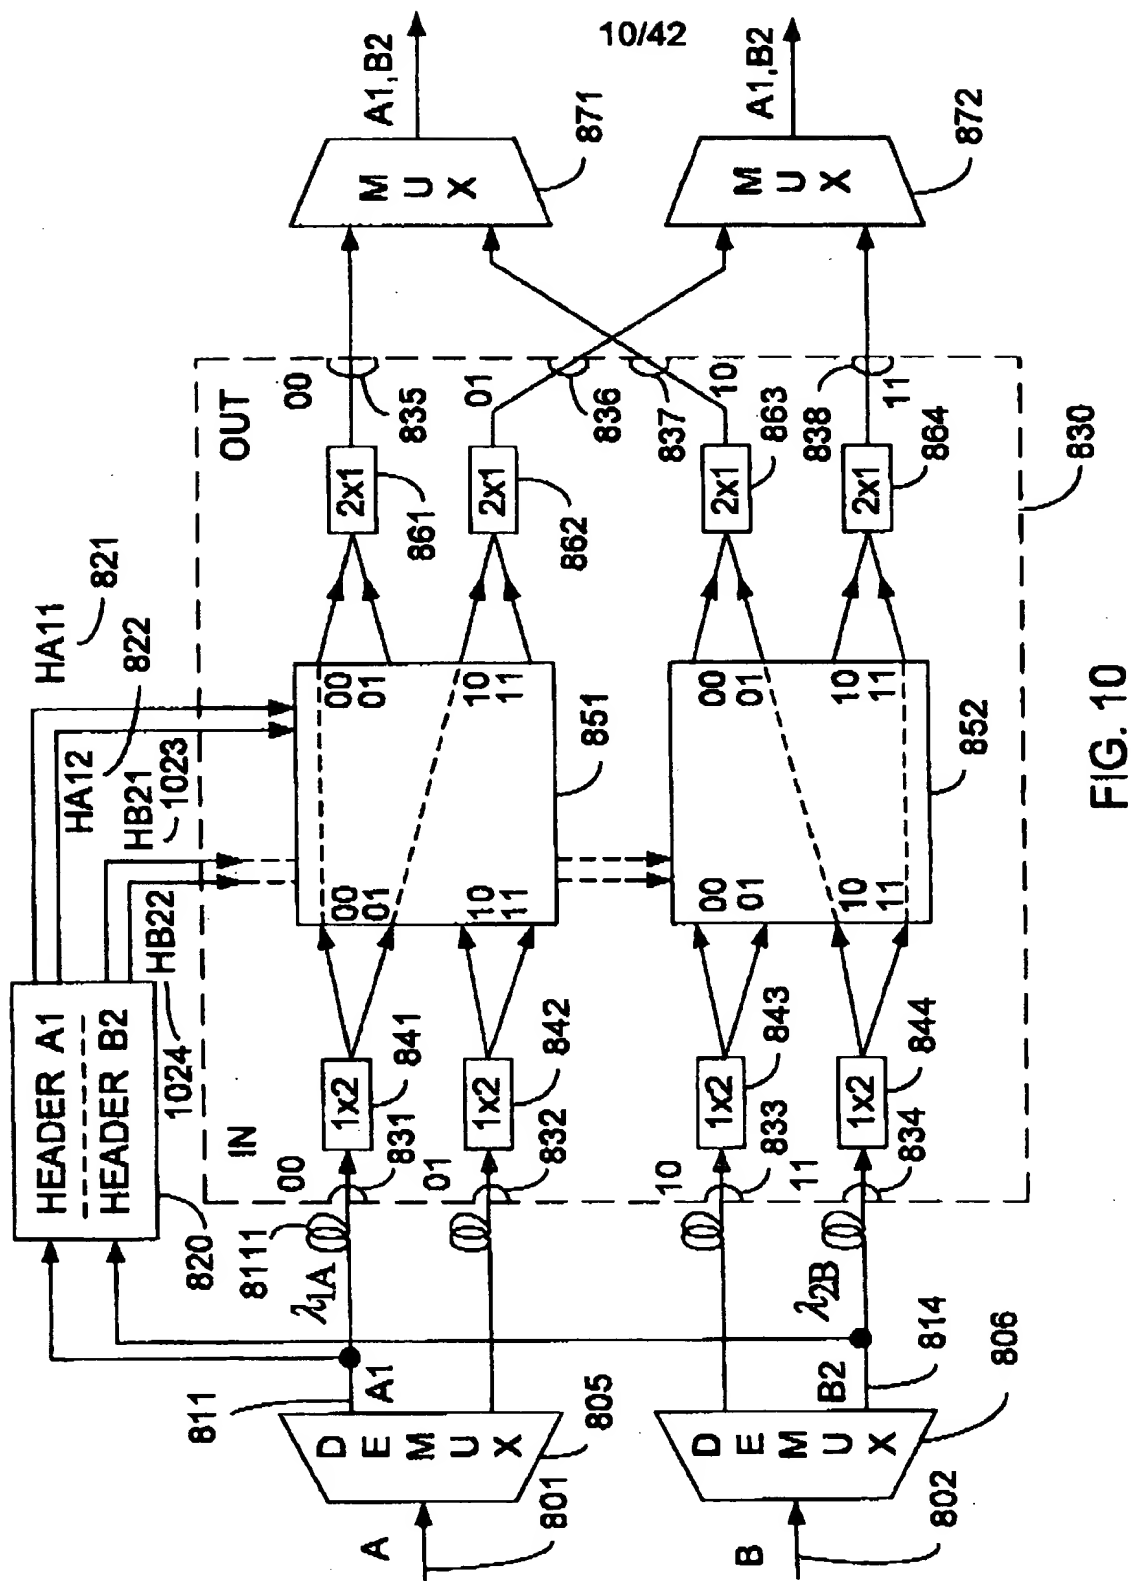 10/42
HEADER A1
HEADER B2
820
HA11
821
HA12
822
HB21
1023
HB22
1024
IN
OUT
A
801
DEMUX
805
811
A1
λ1A
8111
00
831
1x2
841
01
832
1x2
842
00
01
10
11
00
01
10
11
851
2x1
861
00
835
2x1
862
01
836
MUX
871
A1,B2
B
802
DEMUX
806
B2
814
λ2B
10
833
1x2
843
11
834
1x2
844
00
01
10
11
00
01
10
11
852
2x1
863
10
837
2x1
864
11
838
830
MUX
872
A1,B2
FIG. 10